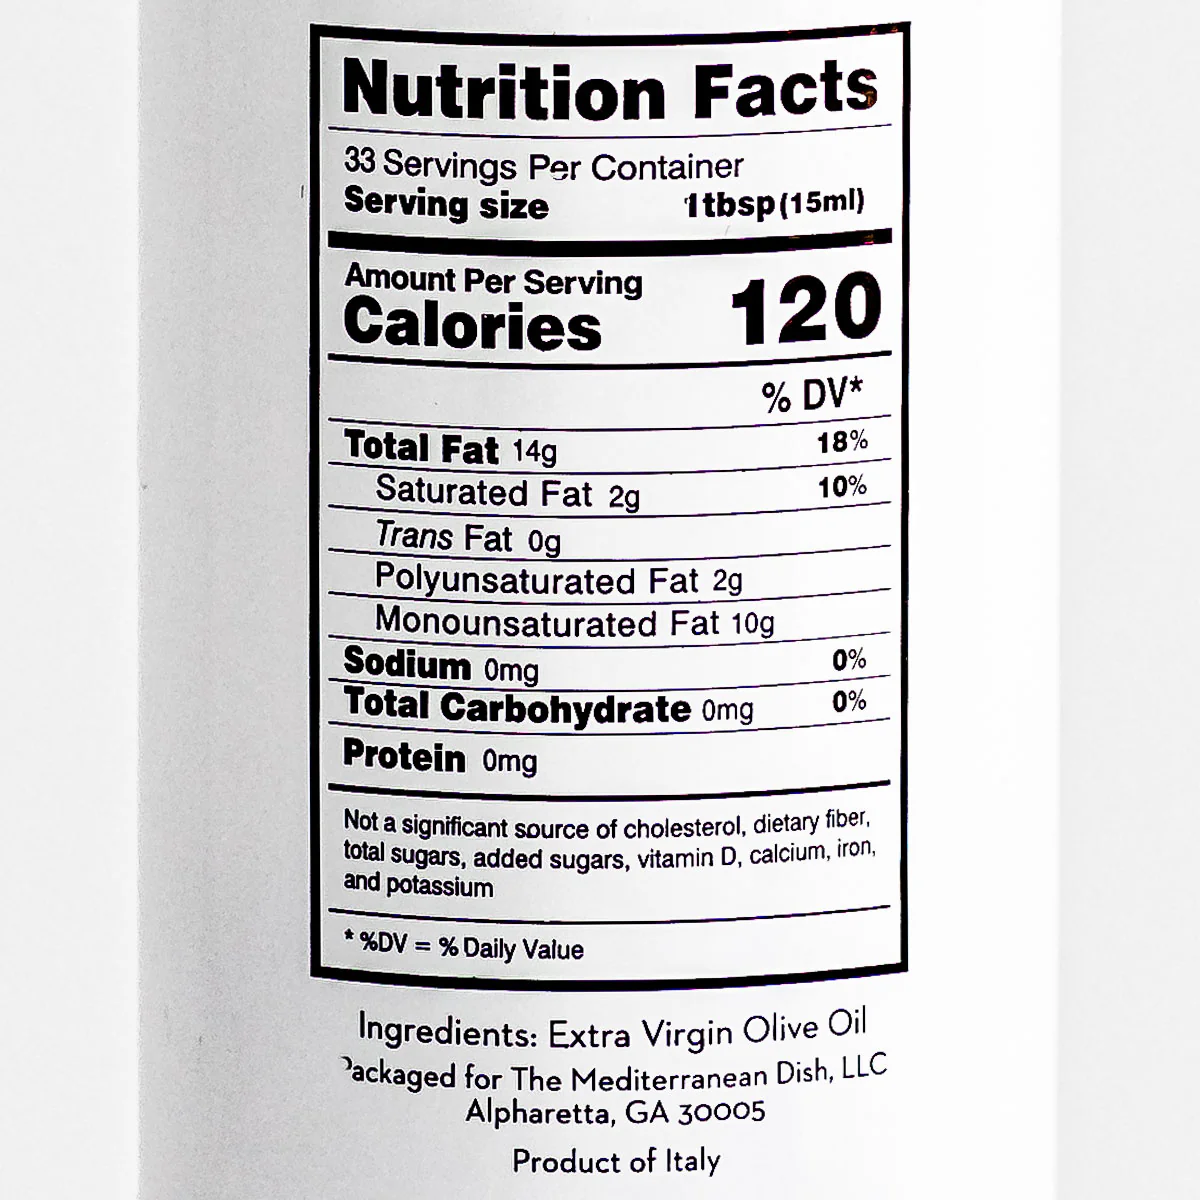 Nutrition Facts
33 Servings Per Container
Serving size 1tbsp(15ml)
Amount Per Serving
Calories 120
% DV*
Total Fat 14g 18%
Saturated Fat 2g 10%
Trans Fat 0g
Polyunsaturated Fat 2g
Monounsaturated Fat 10g
Sodium 0mg 0%
Total Carbohydrate 0mg 0%
Protein 0mg
Not a significant source of cholesterol, dietary fiber,
total sugars, added sugars, vitamin D, calcium, iron,
and potassium
* %DV = % Daily Value
Ingredients: Extra Virgin Olive Oil
Packaged for The Mediterranean Dish, LLC
Alpharetta, GA 30005
Product of Italy